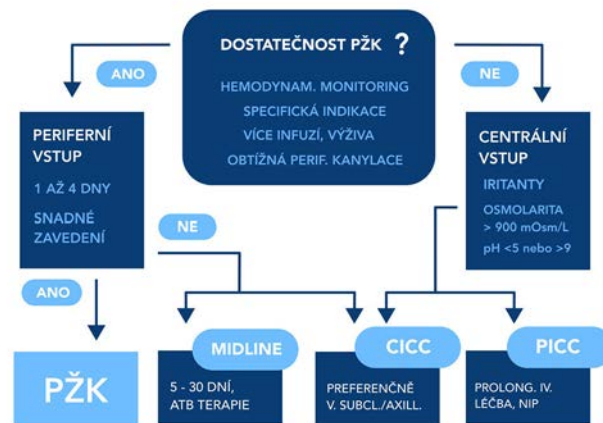 DOSTATEČNOST PŽK ?
HEMODYNAM. MONITORING
SPECIFICKÁ INDIKACE
VÍCE INFUZÍ, VÝŽIVA
OBTÍŽNÁ PERIF. KANYLACE
ANO
NE
PERIFERNÍ
VSTUP
1 AŽ 4 DNY
SNADNÉ
ZAVEDENÍ
CENTRÁLNÍ
VSTUP
IRITANTY
OSMOLARITA
> 900 mOsm/L
pH <5 nebo >9
NE
ANO
PŽK
MIDLINE
5 - 30 DNÍ,
ATB TERAPIE
CICC
PREFERENČNĚ
V. SUBCL./AXILL.
PICC
PROLONG. IV.
LÉČBA, NIP